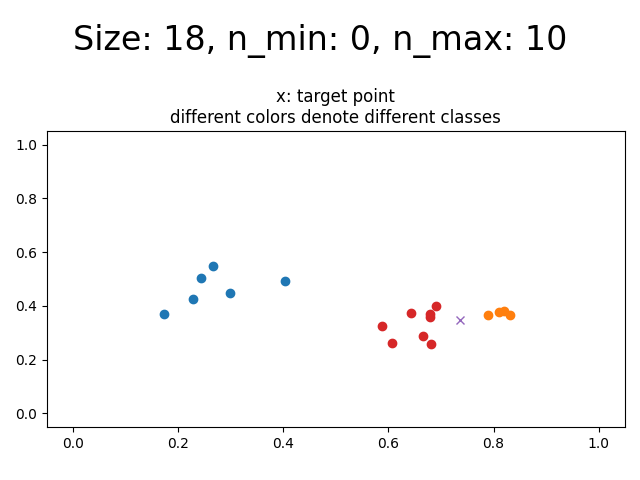 Size: 18, n_min: 0, n_max: 10
x: target point
different colors denote different classes
1.0
0.8
0.6
0.4
0.2
0.0
0.0 0.2 0.4 0.6 0.8 1.0